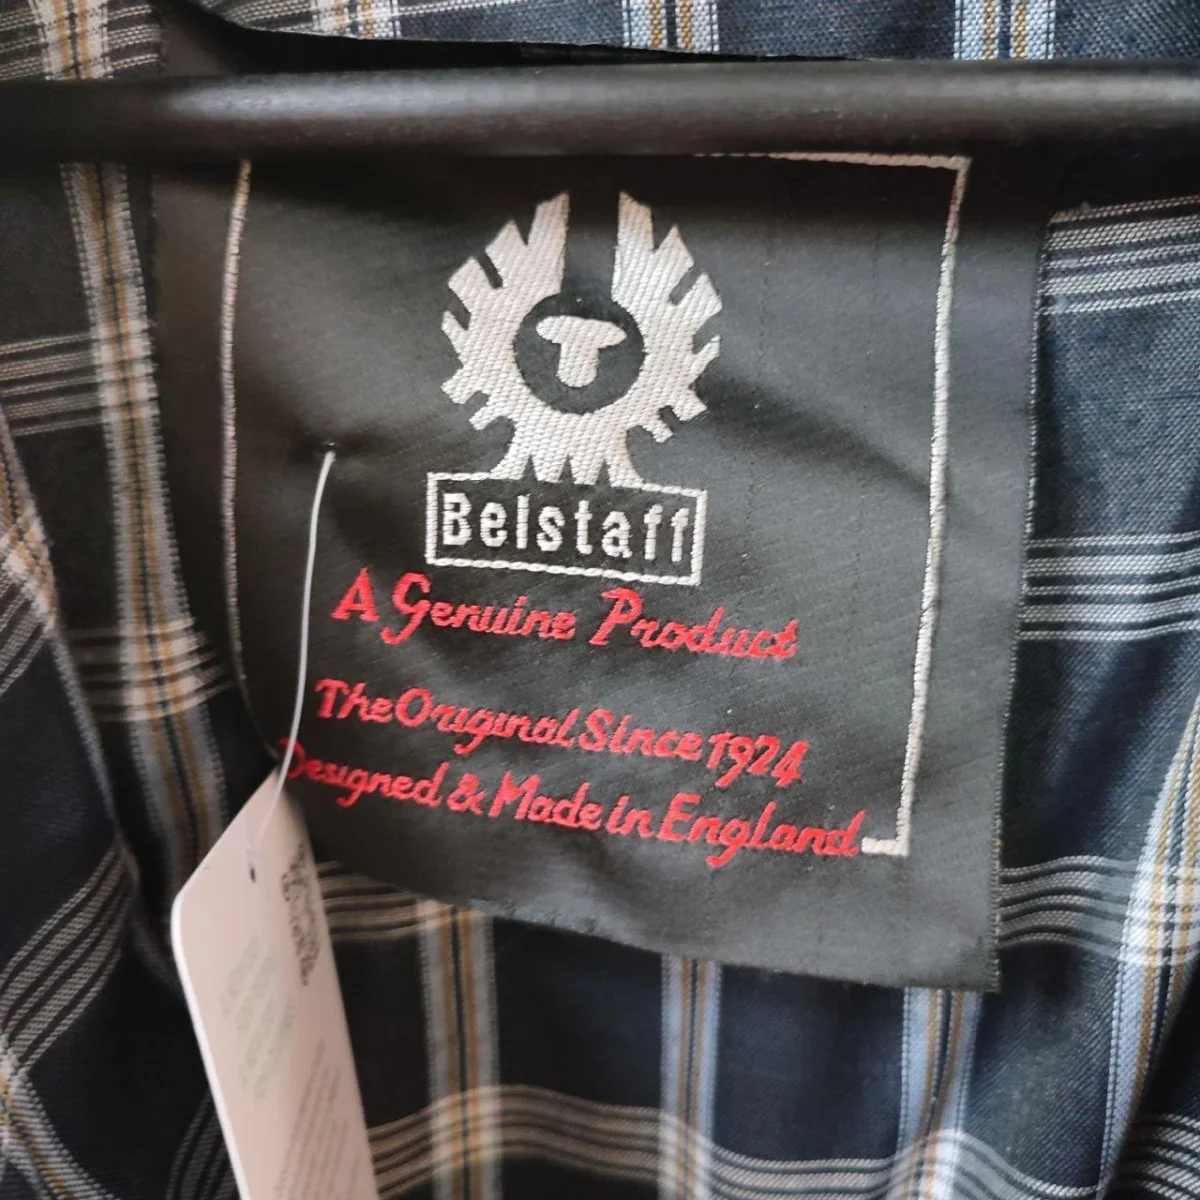 Belstaff
A Genuine Product
The Original Since 1924
Designed & Made in England